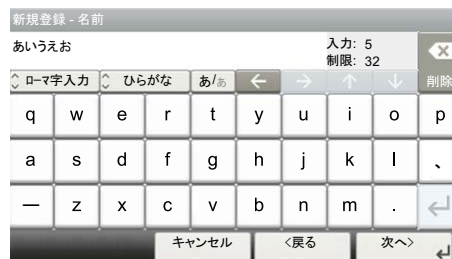 新規登録 - 名前
あいうえお
入力: 5
制限: 32
ローマ字入力 ひらがな あ/あ ← → ↑ ↓ 削除
q w e r t y u i o p
a s d f g h j k l 、
ー z x c v b n m .
キャンセル <戻る 次へ>